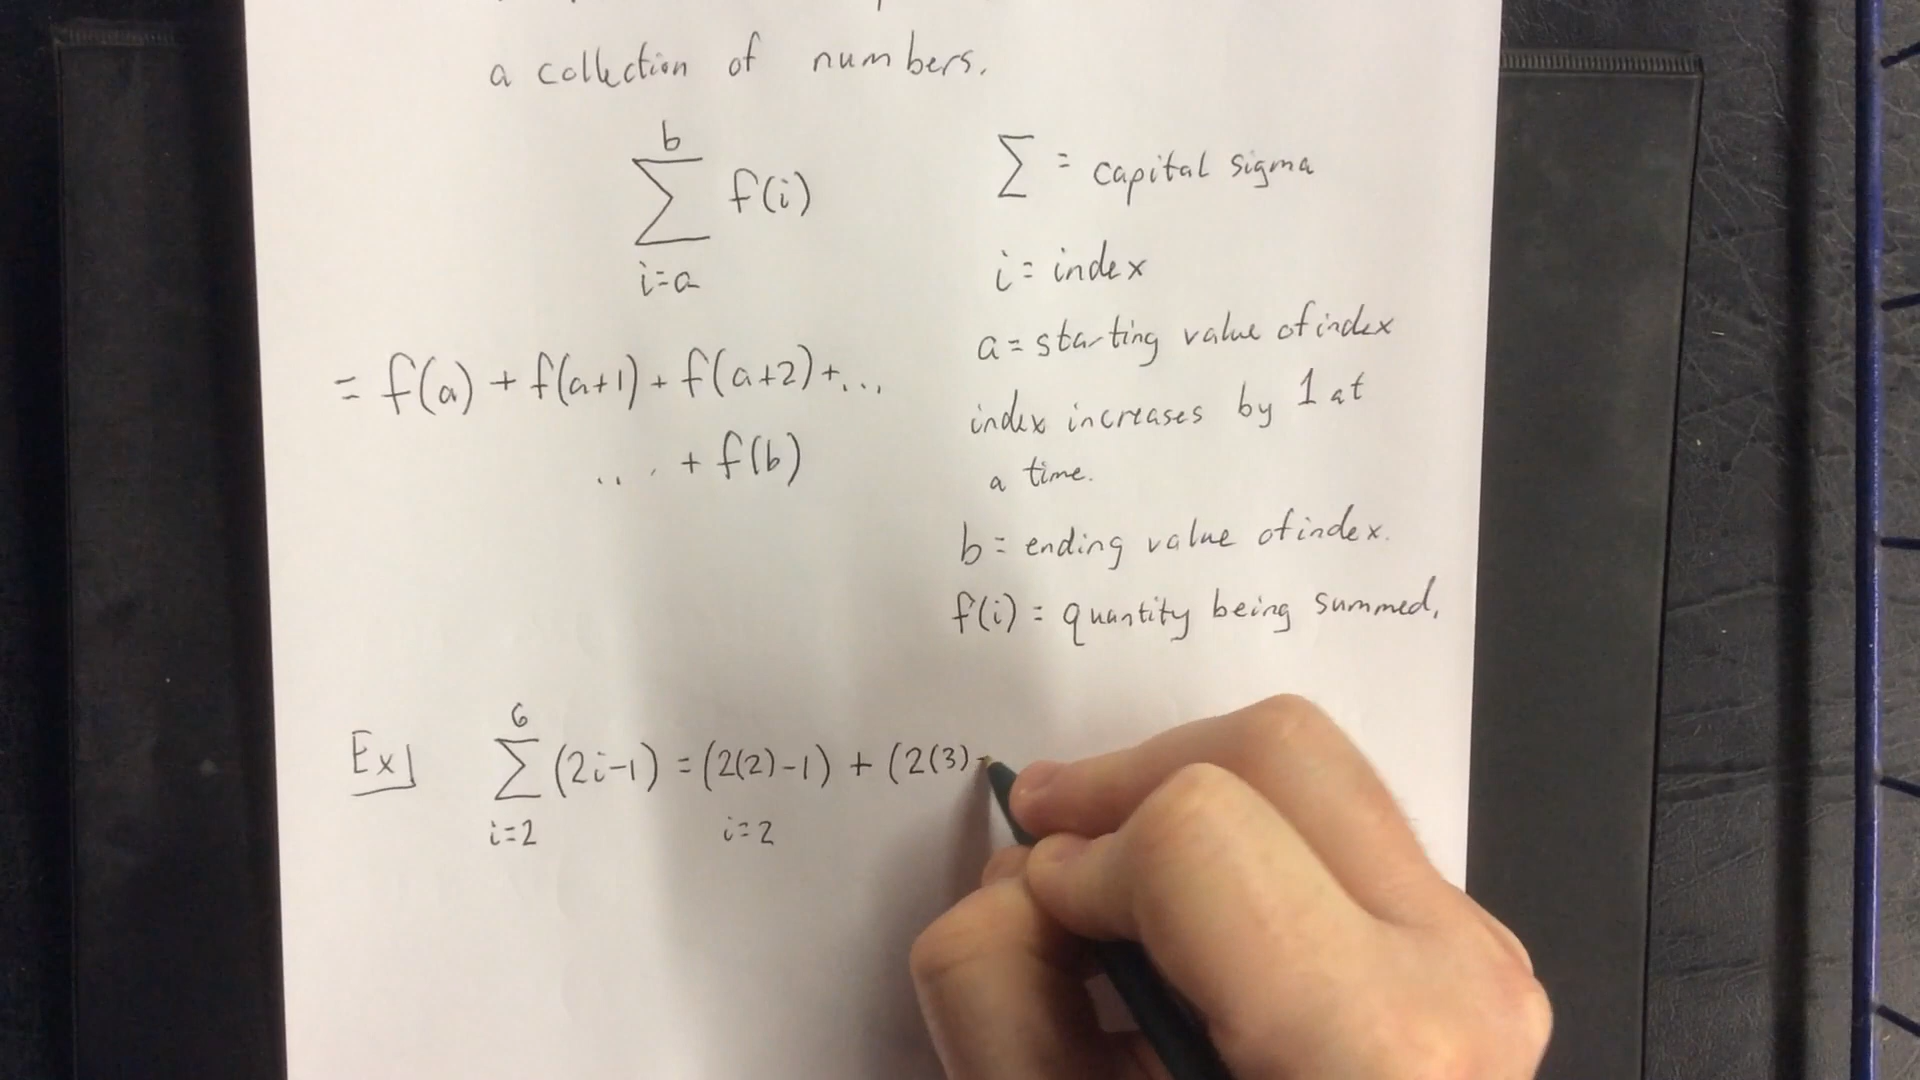 a collection of numbers.
b
∑ f(i)
i=a
= f(a) + f(a+1) + f(a+2) + ...
... + f(b)
∑ = capital sigma
i = index
a = starting value of index
index increases by 1 at
a time.
b = ending value of index.
f(i) = quantity being summed.
6
Ex] ∑ (2i-1) = (2(2)-1) + (2(3)-
i=2 i=2